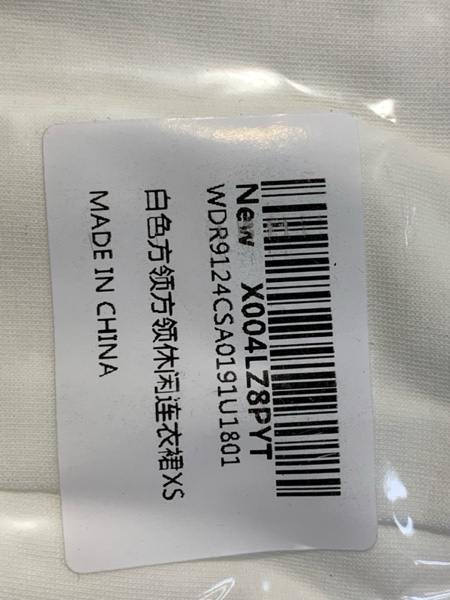 New X004LZ8PYT
WDR9124CSA0191U1801
白色方领方领休闲连衣裙XS
MADE IN CHINA